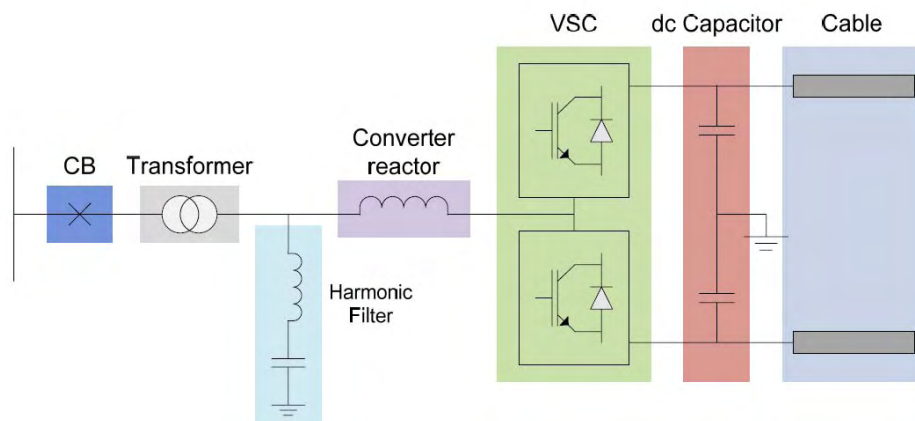 VSC
dc Capacitor
Cable
Converter
reactor
CB
Transformer
Harmonic
Filter